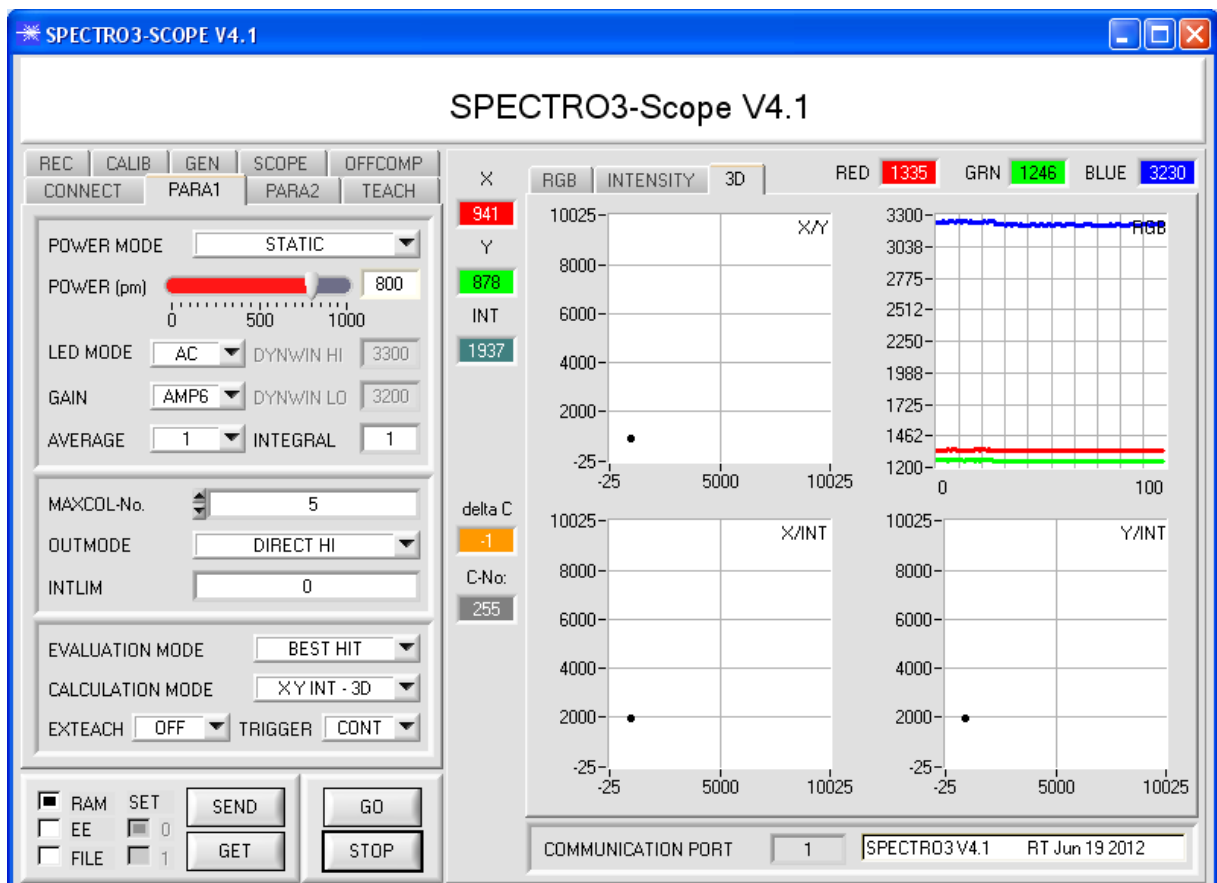 SPECTRO3-SCOPE V4.1
SPECTRO3-Scope V4.1
REC CALIB GEN SCOPE OFFCOMP
CONNECT PARA1 PARA2 TEACH
POWER MODE STATIC
POWER (pm) 800
0 500 1000
LED MODE AC DYNWIN HI 3300
GAIN AMP6 DYNWIN LO 3200
AVERAGE 1 INTEGRAL 1
MAXCOL-No. 5
OUTMODE DIRECT HI
INTLIM 0
EVALUATION MODE BEST HIT
CALCULATION MODE X Y INT - 3D
EXTEACH OFF TRIGGER CONT
RAM SET
EE 0
FILE 1
SEND
GET
GO
STOP
X
941
Y
878
INT
1937
delta C
-1
C-No:
255
RGB INTENSITY 3D
RED 1335 GRN 1246 BLUE 3230
X/Y
10025
8000
6000
4000
2000
-25
-25 5000 10025
RGB
3300
3038
2775
2512
2250
1988
1725
1462
1200
0 100
X/INT
10025
8000
6000
4000
2000
-25
-25 5000 10025
Y/INT
10025
8000
6000
4000
2000
-25
-25 5000 10025
COMMUNICATION PORT 1 SPECTRO3 V4.1 RT Jun 19 2012